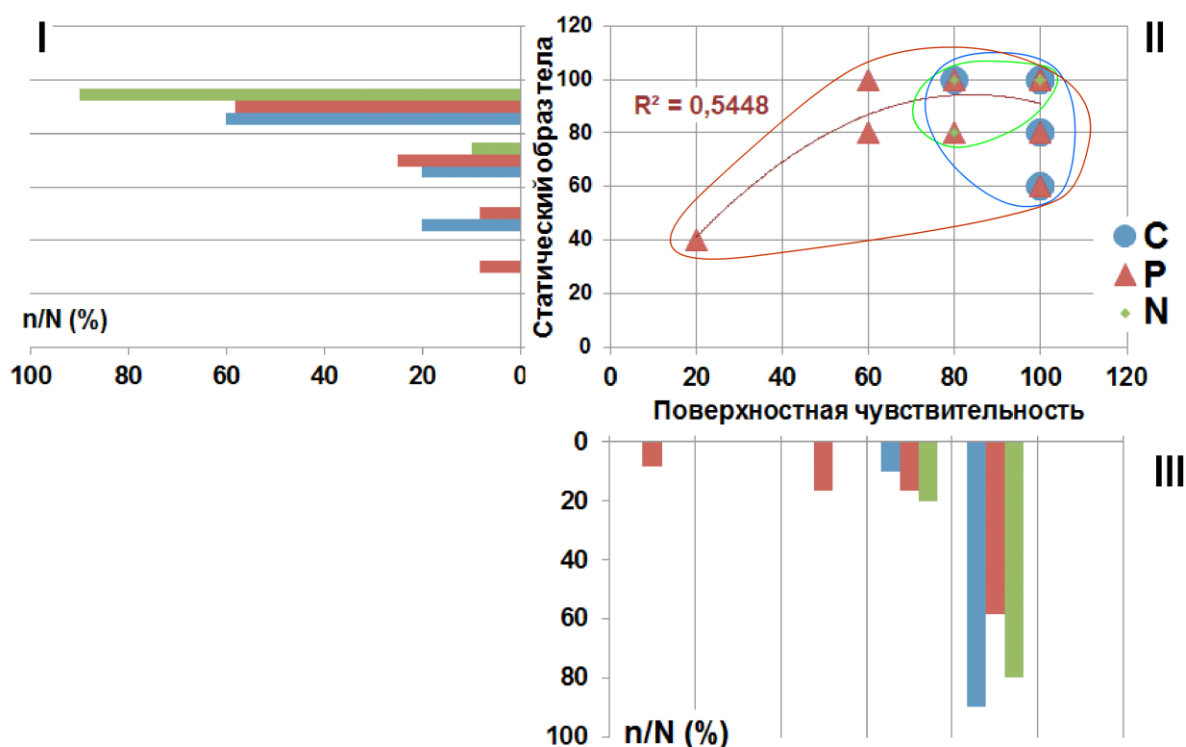 I
n/N (%)
100 80 60 40 20 0
Статический образ тела
120
100
80
60
40
20
0
R² = 0,5448
II
C
P
N
0 20 40 60 80 100 120
Поверхностная чувствительность
0
20
40
60
80
100
n/N (%)
III